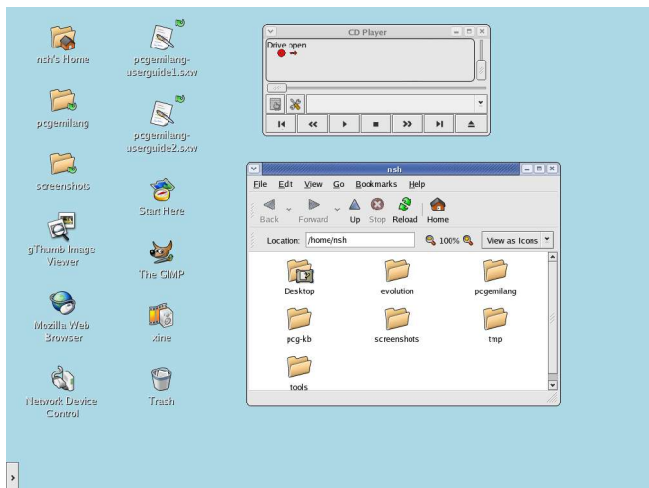 nsh's Home
pcgemilang-
userguide1.sxw
pcgemilang
pcgemilang-
userguide2.sxw
screenshots
Start Here
gThumb Image
Viewer
The GIMP
Mozilla Web
Browser
xine
Network Device
Control
Trash
CD Player
Drive open
nsh
File Edit View Go Bookmarks Help
Back Forward Up Stop Reload Home
Location: /home/nsh 100% View as Icons
Desktop evolution pcgemilang
pcg-kb screenshots tmp
tools